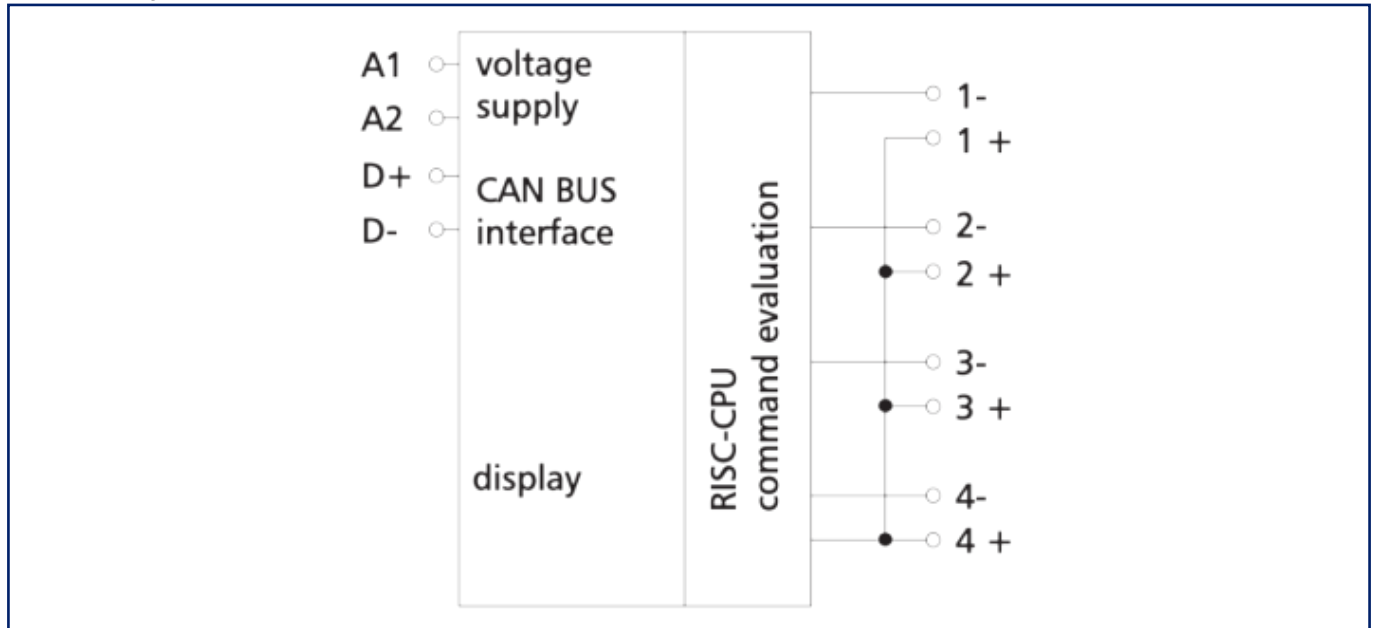 A1
A2
D+
D-
voltage
supply
CAN BUS
interface
display
RISC-CPU
command evaluation
1-
1 +
2-
2 +
3-
3 +
4-
4 +